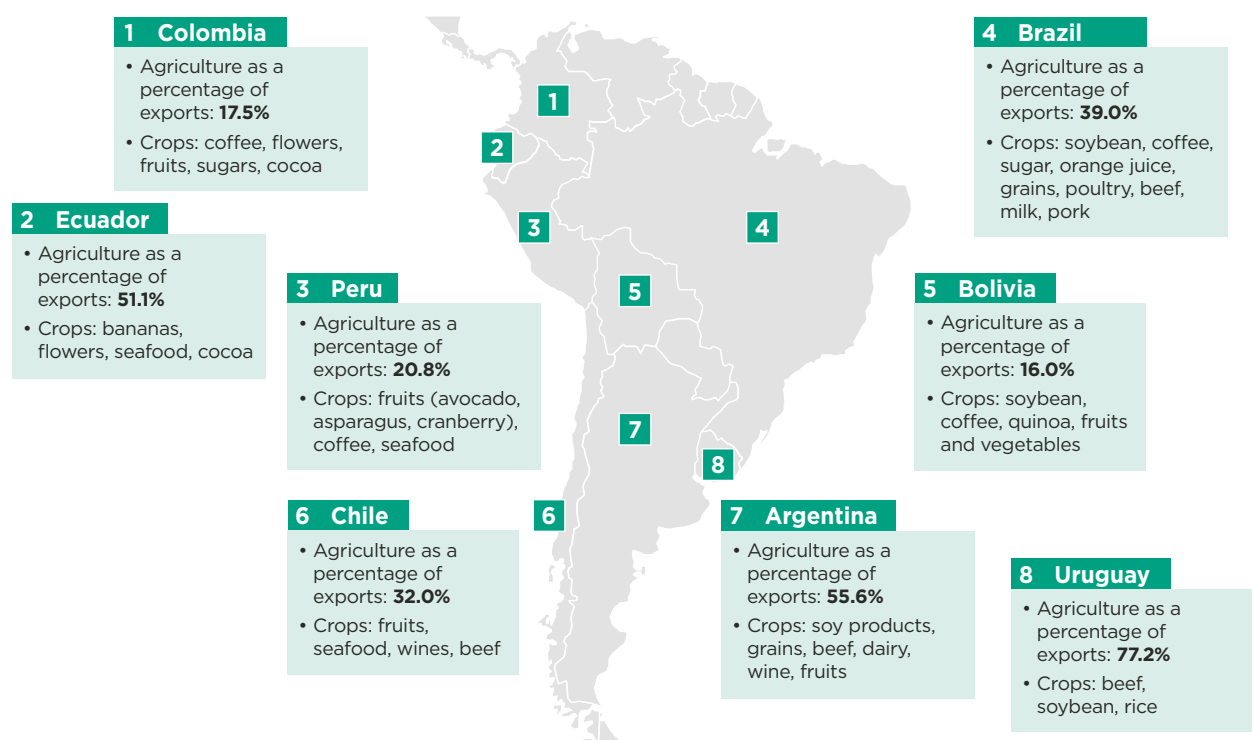 1 Colombia
• Agriculture as a
percentage of
exports: 17.5%
• Crops: coffee, flowers,
fruits, sugars, cocoa
2 Ecuador
• Agriculture as a
percentage of
exports: 51.1%
• Crops: bananas,
flowers, seafood, cocoa
3 Peru
• Agriculture as a
percentage of
exports: 20.8%
• Crops: fruits (avocado,
asparagus, cranberry),
coffee, seafood
4 Brazil
• Agriculture as a
percentage of
exports: 39.0%
• Crops: soybean, coffee,
sugar, orange juice,
grains, poultry, beef,
milk, pork
5 Bolivia
• Agriculture as a
percentage of
exports: 16.0%
• Crops: soybean,
coffee, quinoa, fruits
and vegetables
6 Chile
• Agriculture as a
percentage of
exports: 32.0%
• Crops: fruits,
seafood, wines, beef
7 Argentina
• Agriculture as a
percentage of
exports: 55.6%
• Crops: soy products,
grains, beef, dairy,
wine, fruits
8 Uruguay
• Agriculture as a
percentage of
exports: 77.2%
• Crops: beef,
soybean, rice
1
2
3
4
5
7
8
6